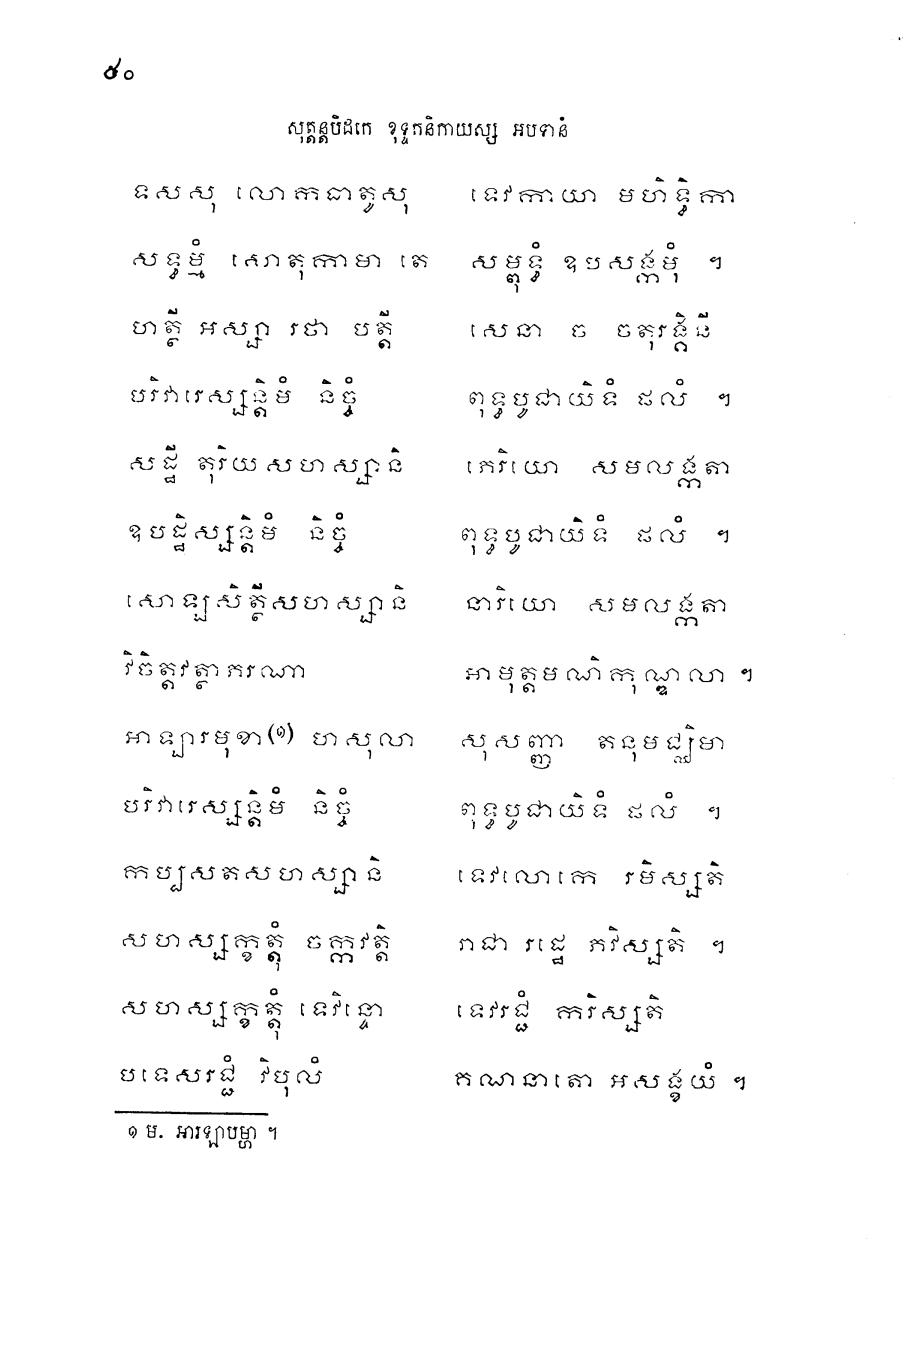 ៥០
សុត្តន្តបិដកេ ខុទ្ទកនិកាយស្ស អបទានំ
ទសសុ លោកធាតូសុ ទេវកាយា មហិទ្ធិកា
សទ្ធម្មំ សោតុកាមា តេ សម្ពុទ្ធំ ឧបសង្កមុំ ។
ហត្ថី អស្សា រថា បត្តី សេនា ច ចតុរង្គិនី
បរិវារេស្សន្តិមំ និច្ចំ ពុទ្ធបូជាយិទំ ផលំ ។
សដ្ឋី តុរិយសហស្សានិ ភេរិយោ សមលង្កតា
ឧបដ្ឋិស្សន្តិមំ និច្ចំ ពុទ្ធបូជាយិទំ ផលំ ។
សោឡសិត្ថីសហស្សានិ នារិយោ សមលង្កតា
វិចិត្តវត្ថាភរណា អាមុត្តមណិកុណ្ឌលា ។
អាឡារមុខា(១) ហសុលា សុសញ្ញា តនុមជ្ឈិមា
បរិវារេស្សន្តិមំ និច្ចំ ពុទ្ធបូជាយិទំ ផលំ ។
កប្បសតសហស្សានិ ទេវលោកេ រមិស្សតិ
សហស្សក្ខត្តុំ ចក្កវត្តិ រាជា រដ្ឋេ ភវិស្សតិ ។
សហស្សក្ខត្តុំ ទេវិន្ទោ ទេវរជ្ជំ ករិស្សតិ
បទេសរជ្ជំ វិបុលំ គណនាតោ អសង្ខយំ ។
១ ម. អារឡាបម្ហា ។